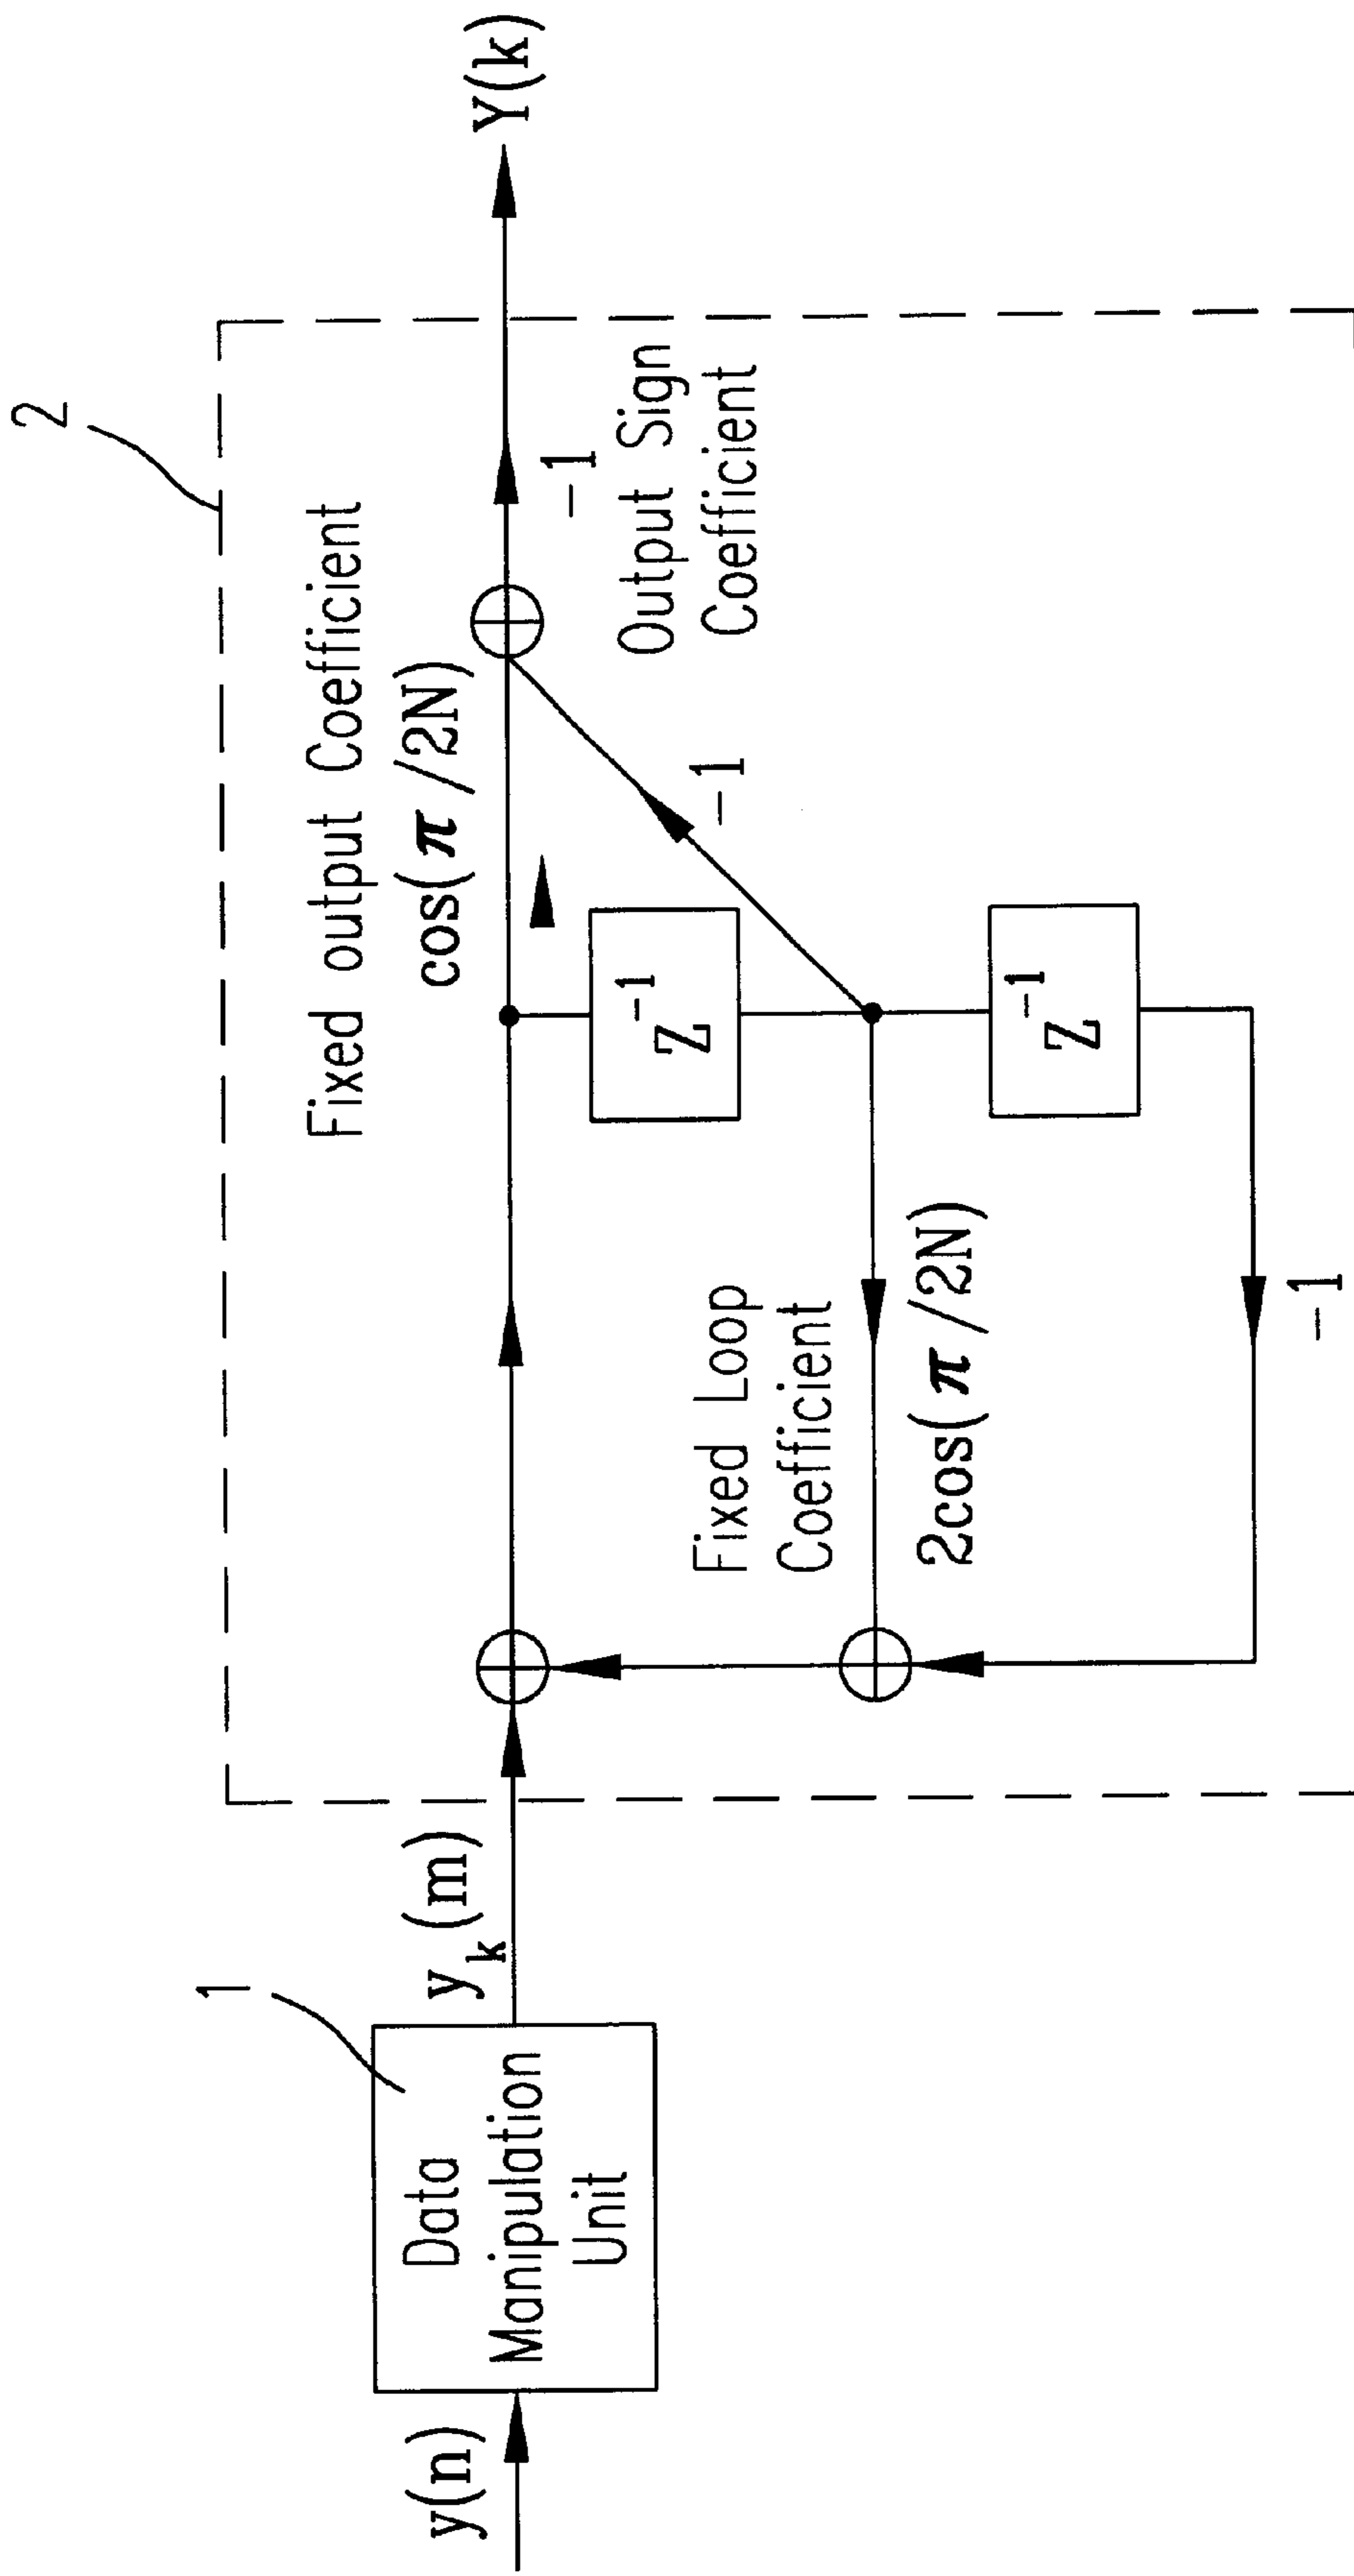 y(n)
Data
Manipulation
Unit
1
y_k(m)
2
Fixed output Coefficient
cos(π/2N)
Z⁻¹
Fixed Loop
Coefficient
2cos(π/2N)
Z⁻¹
-1
-1
-1
Output Sign
Coefficient
Y(k)